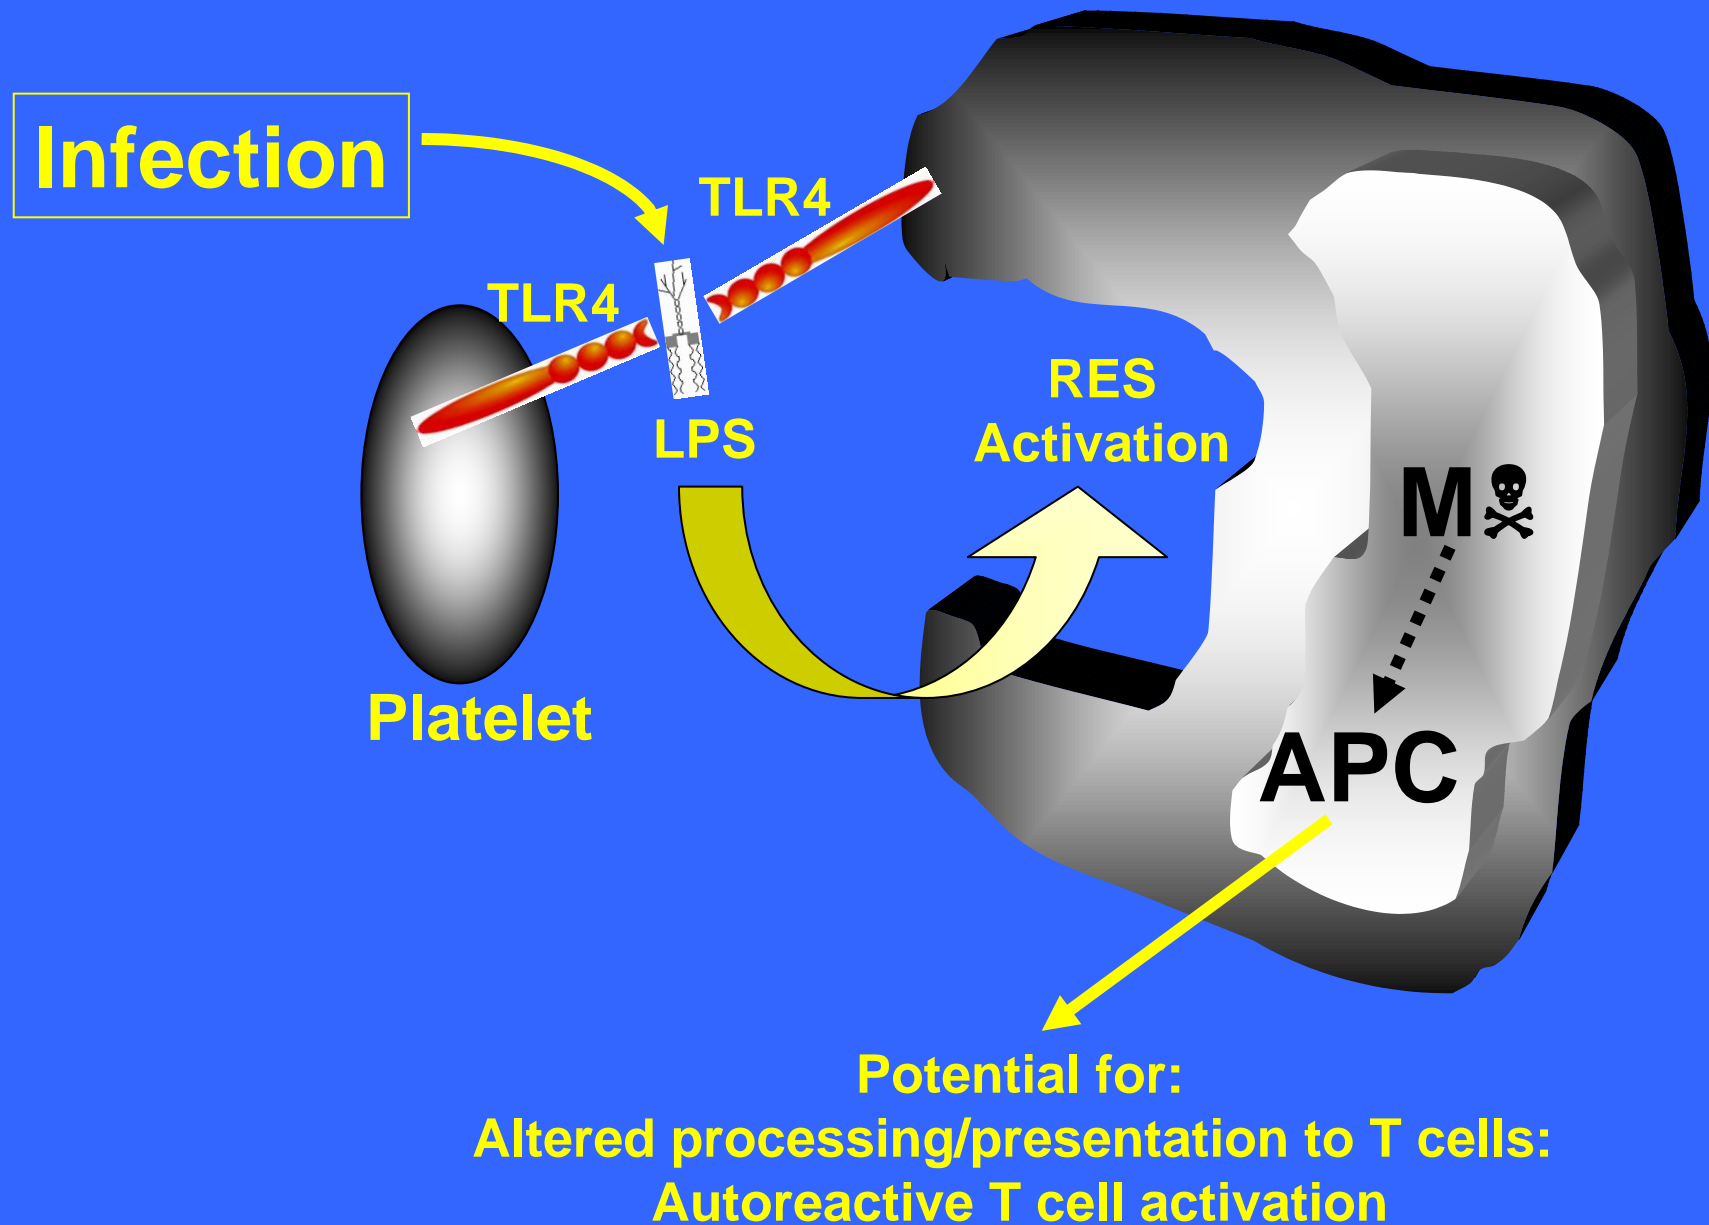 Infection
TLR4
TLR4
LPS
RES
Activation
M☠
Platelet
APC
Potential for:
Altered processing/presentation to T cells:
Autoreactive T cell activation